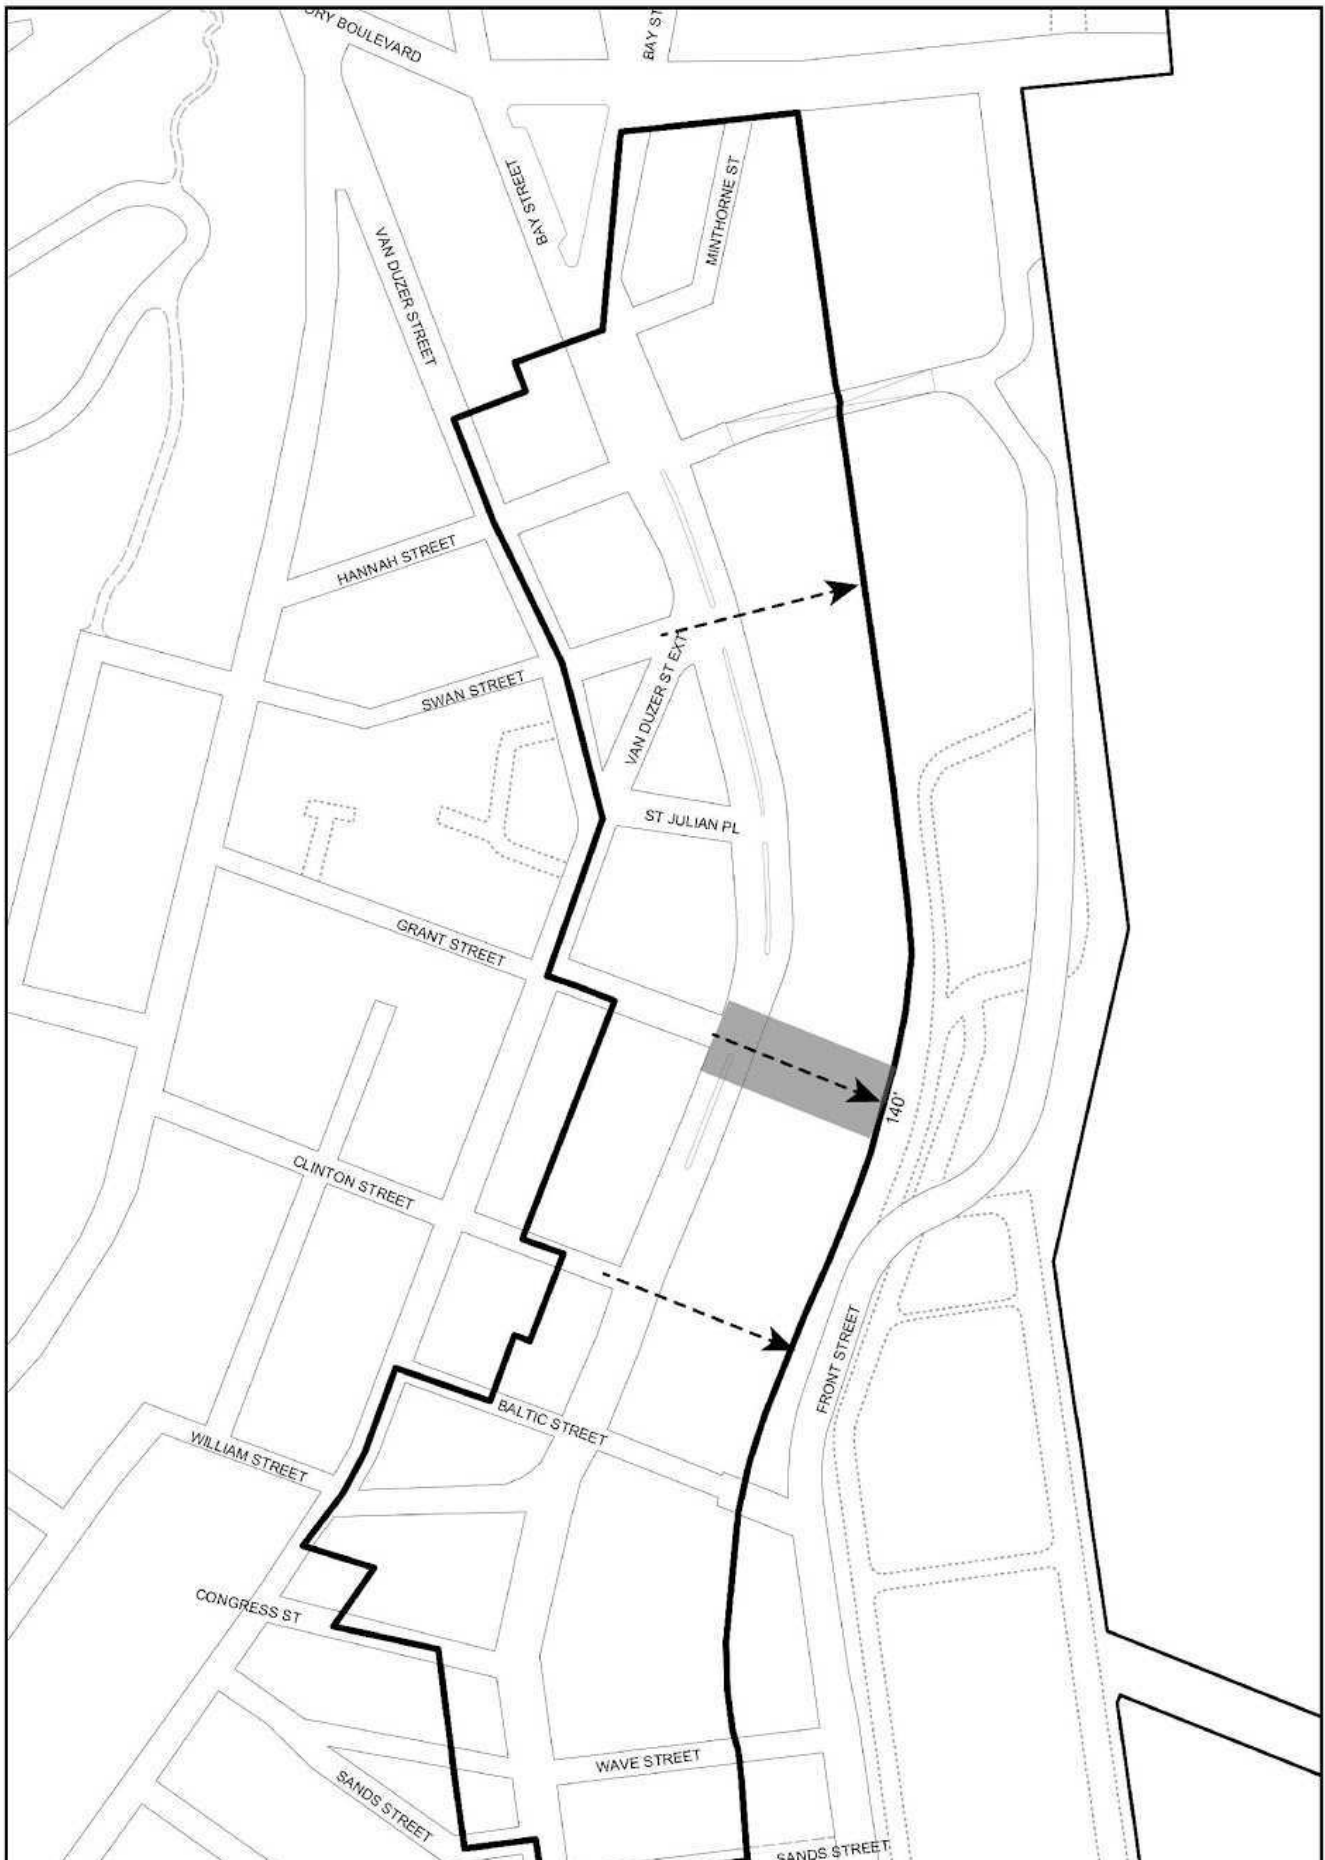 BOULEVARD
BAY ST
BAY STREET
MINTHORNE ST
VAN DUZER STREET
HANNAH STREET
VAN DUZER ST EXT
SWAN STREET
ST JULIAN PL
GRANT STREET
140'
CLINTON STREET
FRONT STREET
BALTIC STREET
WILLIAM STREET
CONGRESS ST
WAVE STREET
SANDS STREET
SANDS STREET